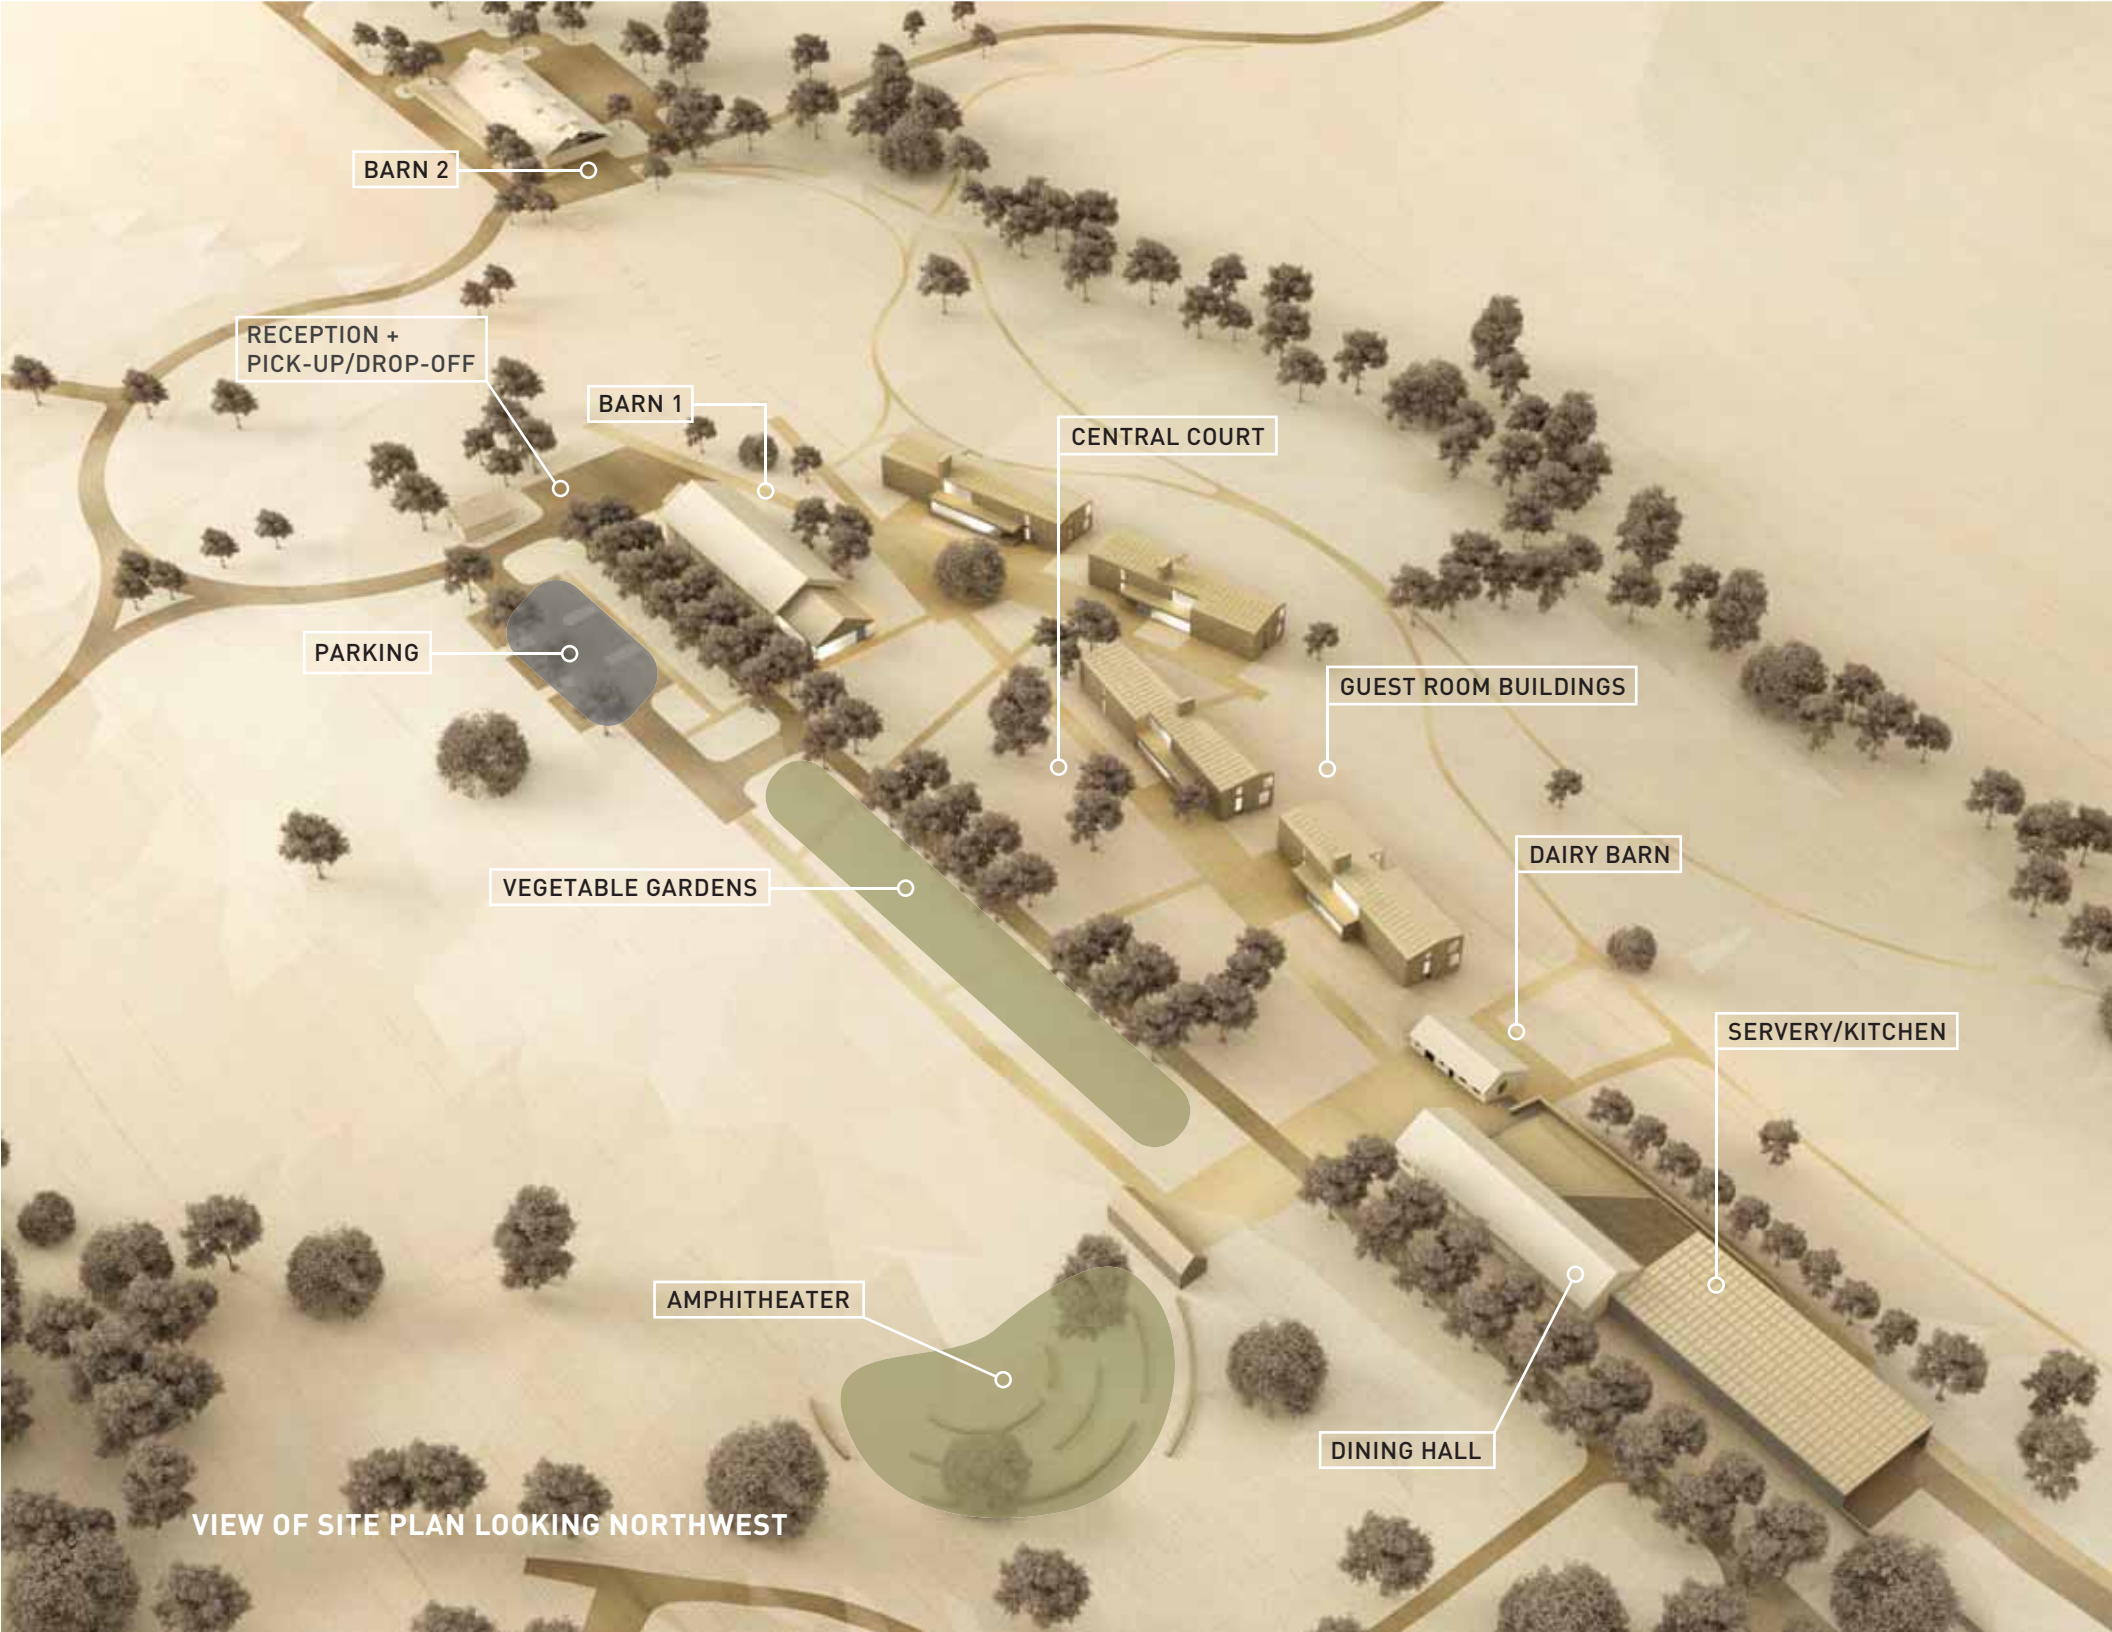 BARN 2
RECEPTION +
PICK-UP/DROP-OFF
BARN 1
CENTRAL COURT
PARKING
GUEST ROOM BUILDINGS
DAIRY BARN
VEGETABLE GARDENS
SERVERY/KITCHEN
AMPHITHEATER
DINING HALL
VIEW OF SITE PLAN LOOKING NORTHWEST